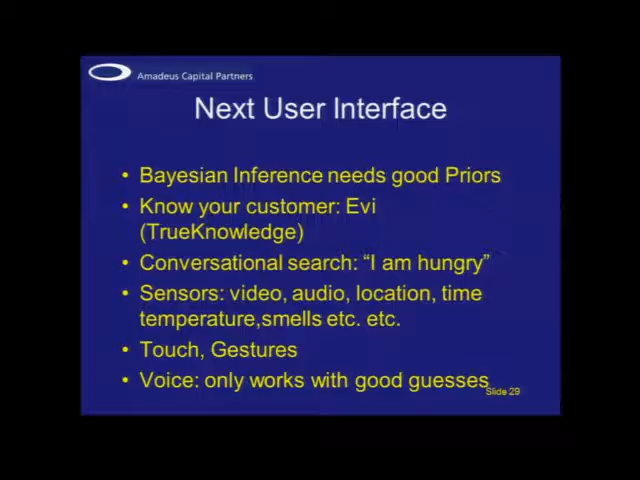 Amadeus Capital Partners
Next User Interface
• Bayesian Inference needs good Priors
• Know your customer: Evi
(TrueKnowledge)
• Conversational search: “I am hungry”
• Sensors: video, audio, location, time
temperature,smells etc. etc.
• Touch, Gestures
• Voice: only works with good guesses
Slide 29